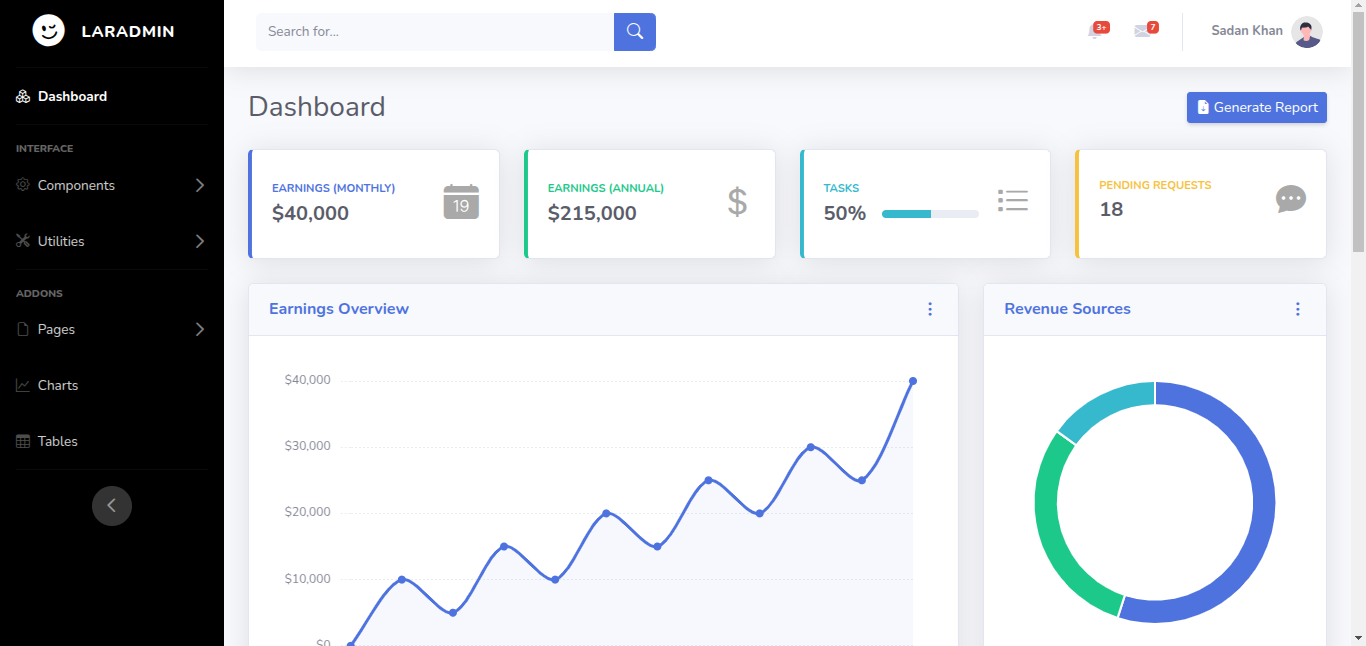 LARADMIN
Dashboard
INTERFACE
Components
Utilities
ADDONS
Pages
Charts
Tables
Search for...
3+
7
Sadan Khan
Dashboard
Generate Report
EARNINGS (MONTHLY)
$40,000
19
EARNINGS (ANNUAL)
$215,000
$
TASKS
50%
PENDING REQUESTS
18
Earnings Overview
$40,000
$30,000
$20,000
$10,000
$0
Revenue Sources